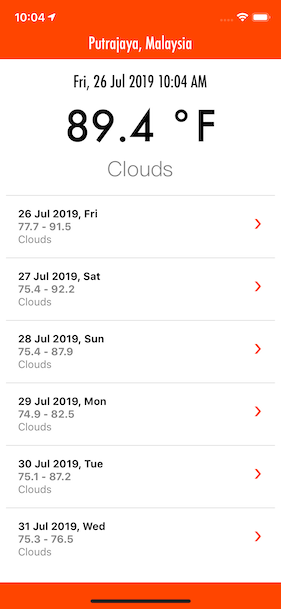 10:04
Putrajaya, Malaysia
Fri, 26 Jul 2019 10:04 AM
89.4 °F
Clouds
26 Jul 2019, Fri
77.7 - 91.5
Clouds
27 Jul 2019, Sat
75.4 - 92.2
Clouds
28 Jul 2019, Sun
75.4 - 87.9
Clouds
29 Jul 2019, Mon
74.9 - 82.5
Clouds
30 Jul 2019, Tue
75.1 - 87.2
Clouds
31 Jul 2019, Wed
75.3 - 76.5
Clouds